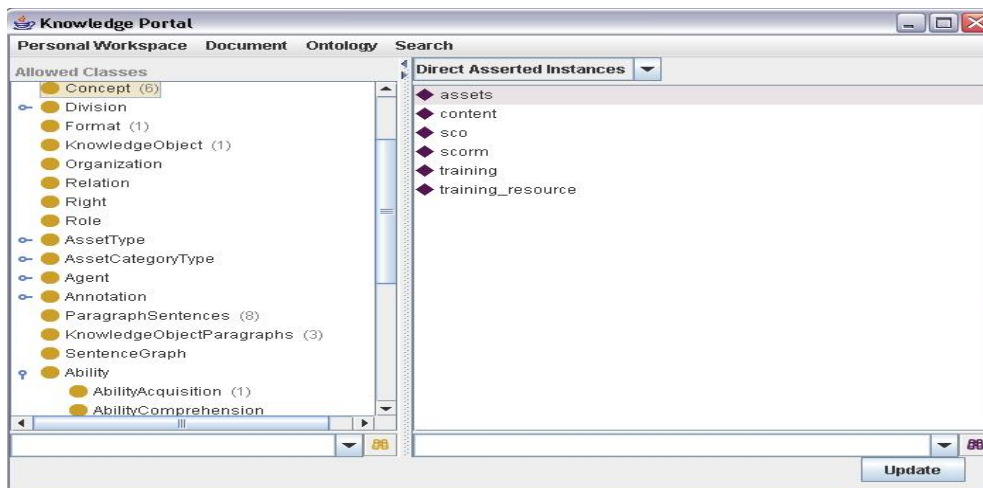 Knowledge Portal
Personal Workspace Document Ontology Search
Allowed Classes
Concept (6)
Division
Format (1)
KnowledgeObject (1)
Organization
Relation
Right
Role
AssetType
AssetCategoryType
Agent
Annotation
ParagraphSentences (8)
KnowledgeObjectParagraphs (3)
SentenceGraph
Ability
AbilityAcquisition (1)
AbilityComprehension
Direct Asserted Instances
assets
content
sco
scorm
training
training_resource
Update